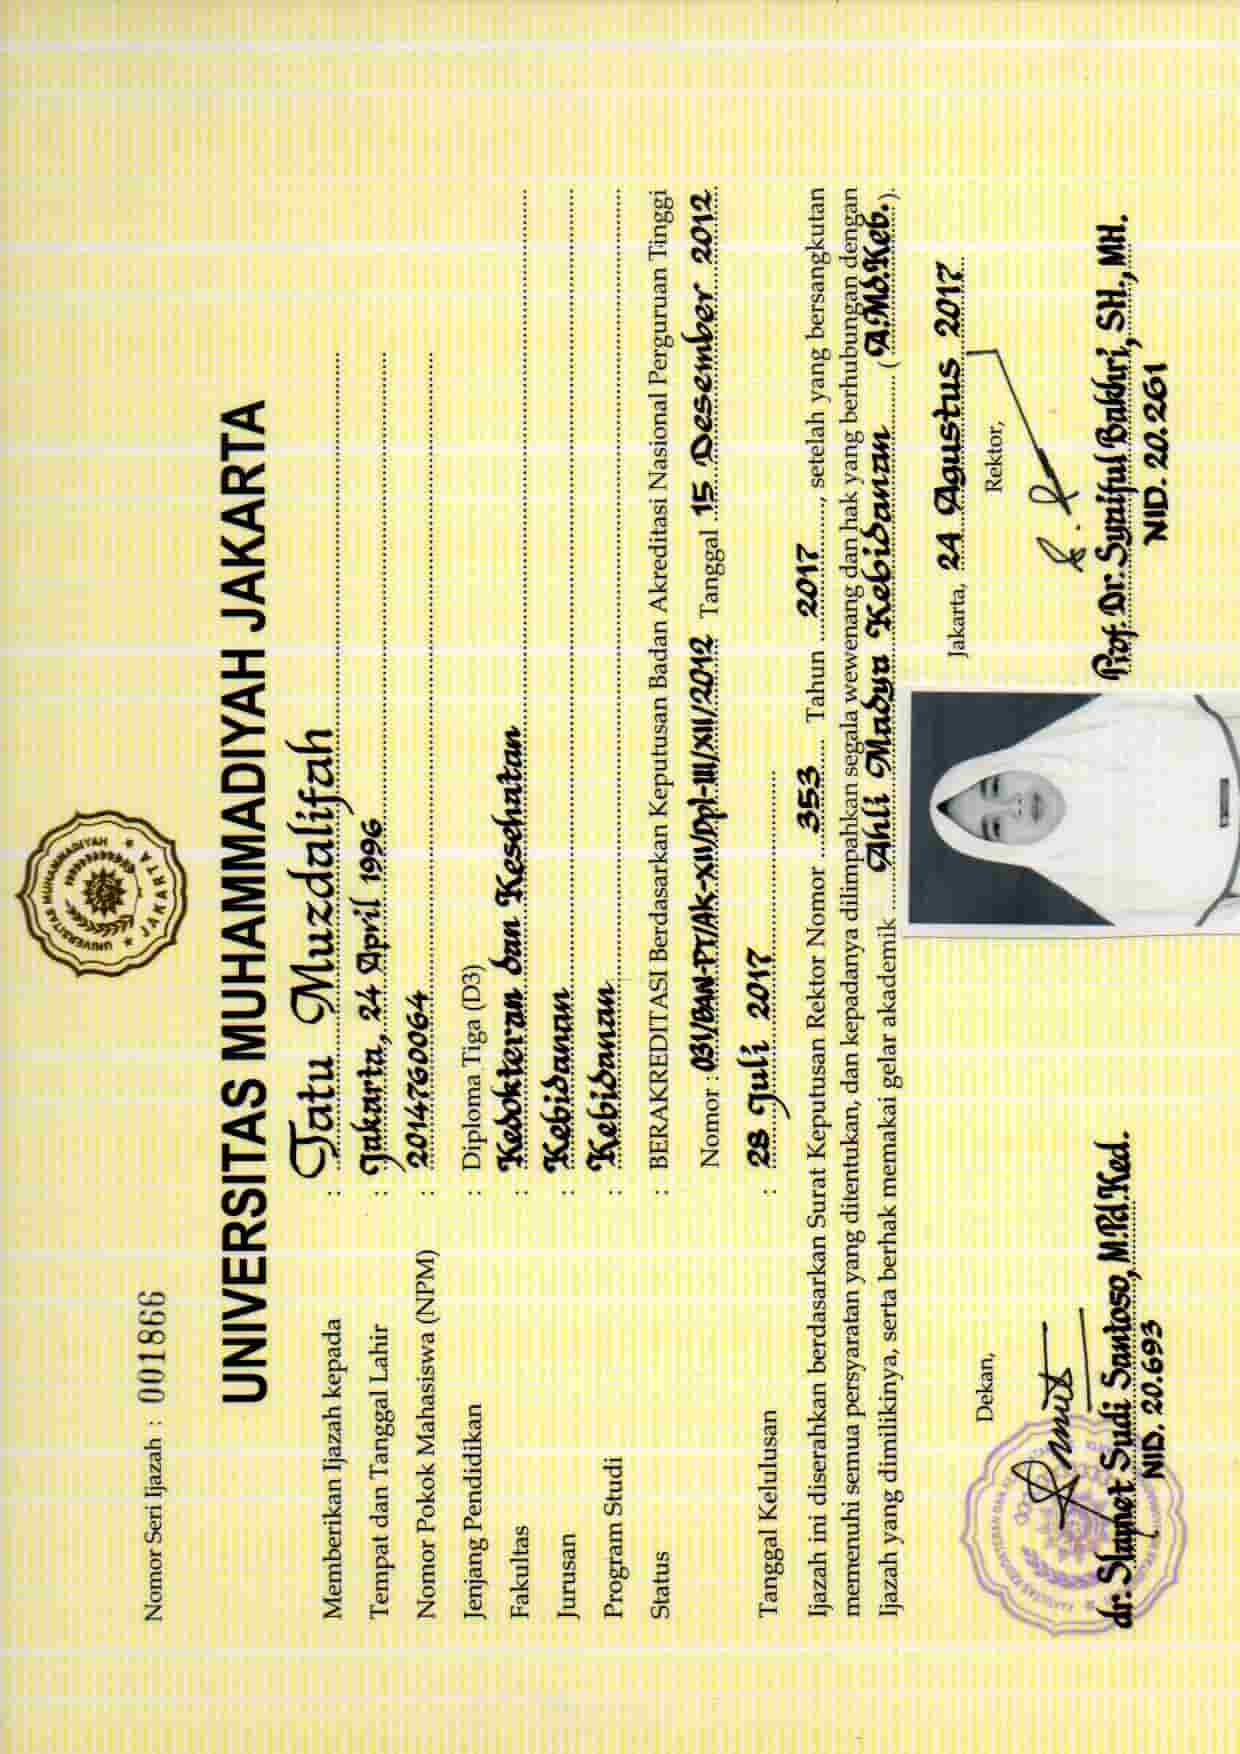 UNIVERSITAS MUHAMMADIYAH
JAKARTA
Nomor Seri Ijazah : 001866
UNIVERSITAS MUHAMMADIYAH JAKARTA
Memberikan Ijazah kepada : Tatu Muzdalifah
Tempat dan Tanggal Lahir : Jakarta, 24 April 1996
Nomor Pokok Mahasiswa (NPM) : 2014760064
Jenjang Pendidikan : Diploma Tiga (D3)
Fakultas : Kedokteran dan Kesehatan
Jurusan : Kebidanan
Program Studi : Kebidanan
Status : BERAKREDITASI Berdasarkan Keputusan Badan Akreditasi Nasional Perguruan Tinggi
Nomor : 031/BAN-PT/AK-XII/Dpl-III/XII/2012 Tanggal 15 Desember 2012
Tanggal Kelulusan : 28 Juli 2017
Ijazah ini diserahkan berdasarkan Surat Keputusan Rektor Nomor 353 Tahun 2017, setelah yang bersangkutan
memenuhi semua persyaratan yang ditentukan, dan kepadanya dilimpahkan segala wewenang dan hak yang berhubungan dengan
Ijazah yang dimilikinya, serta berhak memakai gelar akademik Ahli Madya Kebidanan (A.Md.Keb.).
Jakarta, 24 Agustus 2017
Dekan,
Rektor,
dr. Slamet Sudi Santoso, M.Pd.Ked.
NID. 20.693
Prof. Dr. Syaiful Bakhri, SH., MH.
NID. 20.261